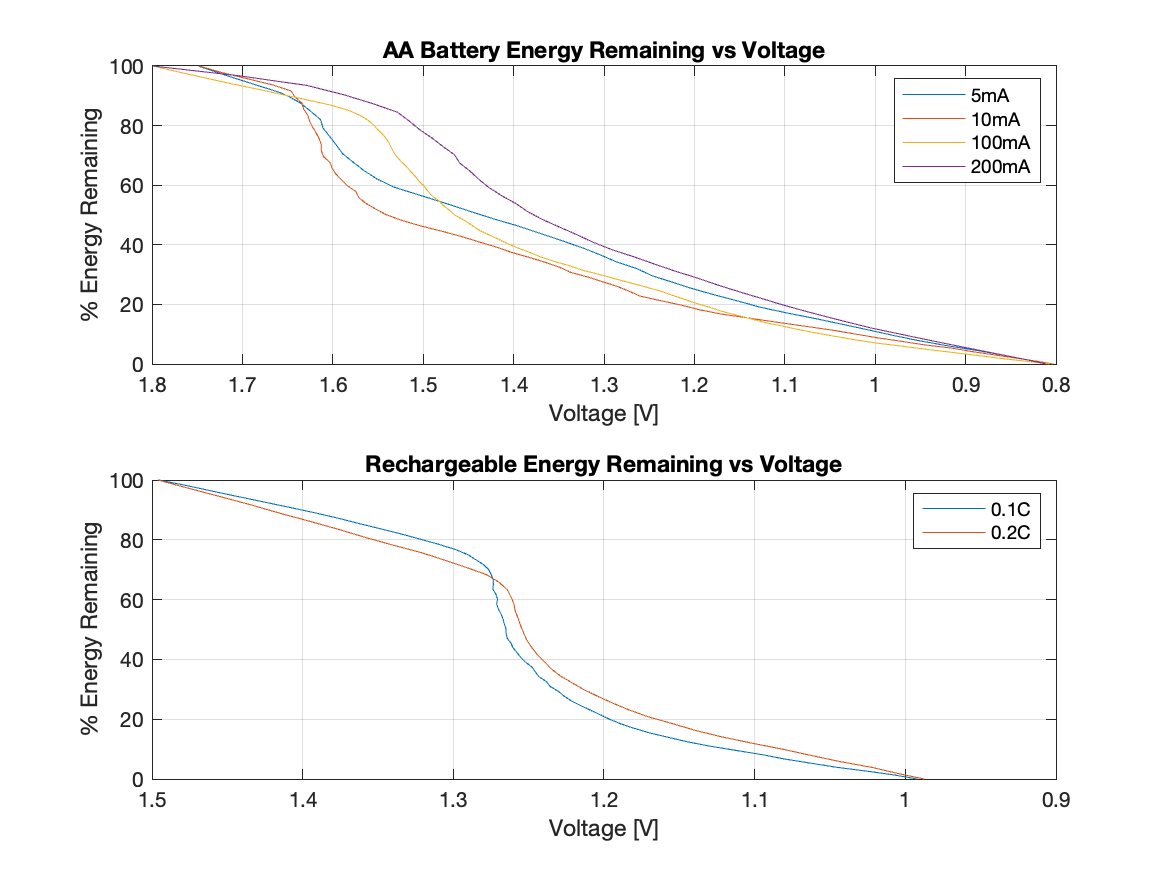 AA Battery Energy Remaining vs Voltage
% Energy Remaining
100
80
60
40
20
0
5mA
10mA
100mA
200mA
1.8 1.7 1.6 1.5 1.4 1.3 1.2 1.1 1 0.9 0.8
Voltage [V]
Rechargeable Energy Remaining vs Voltage
% Energy Remaining
100
80
60
40
20
0
0.1C
0.2C
1.5 1.4 1.3 1.2 1.1 1 0.9
Voltage [V]